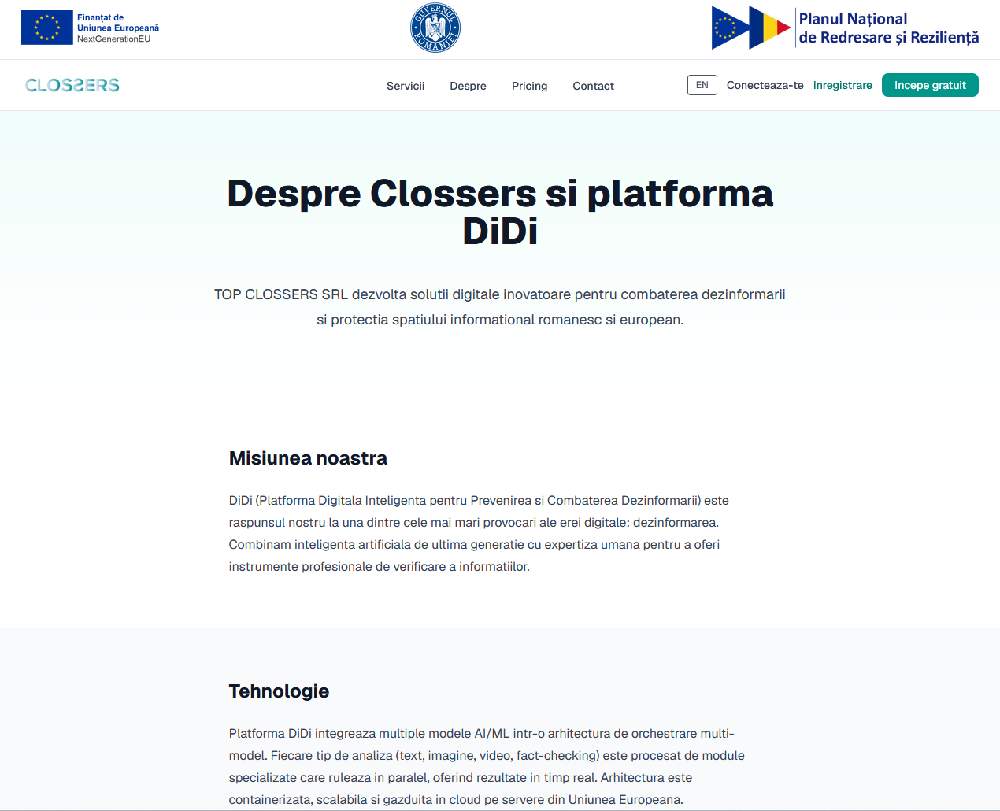 Finanțat de
Uniunea Europeană
NextGenerationEU
GUVERNUL ROMÂNIEI
Planul Național
de Redresare și Reziliență
CLOSSERS
Servicii
Despre
Pricing
Contact
EN
Conecteaza-te
Inregistrare
Incepe gratuit
Despre Clossers si platforma
DiDi
TOP CLOSSERS SRL dezvolta solutii digitale inovatoare pentru combaterea dezinformarii
si protectia spatiului informational romanesc si european.
Misiunea noastra
DiDi (Platforma Digitala Inteligenta pentru Prevenirea si Combaterea Dezinformarii) este
raspunsul nostru la una dintre cele mai mari provocari ale erei digitale: dezinformarea.
Combinam inteligenta artificiala de ultima generatie cu expertiza umana pentru a oferi
instrumente profesionale de verificare a informatiilor.
Tehnologie
Platforma DiDi integreaza multiple modele AI/ML intr-o arhitectura de orchestrare multi-
model. Fiecare tip de analiza (text, imagine, video, fact-checking) este procesat de module
specializate care ruleaza in paralel, oferind rezultate in timp real. Arhitectura este
containerizata, scalabila si gazduita in cloud pe servere din Uniunea Europeana.